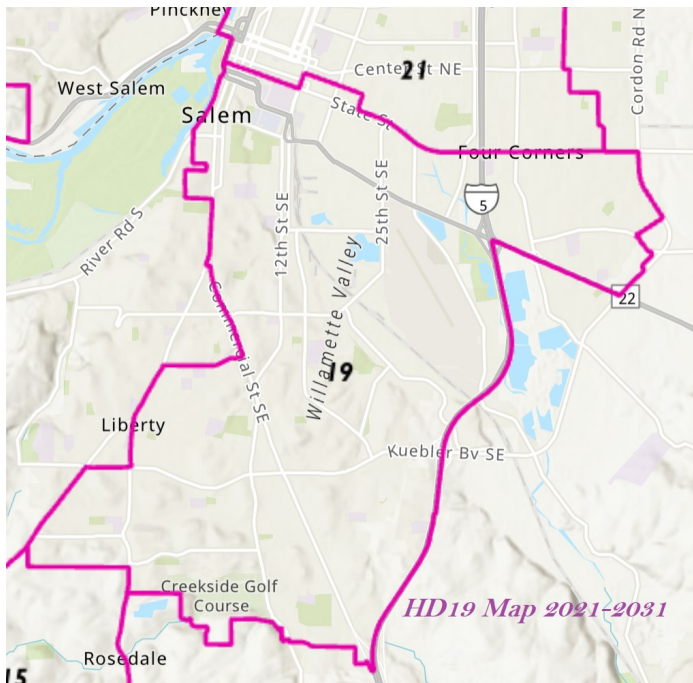 Pinckney
Center St NE
21
West Salem
Cordon Rd N
State St
Salem
Four Corners
25th St SE
5
12th St SE
River Rd S
Willamette Valley
22
Commercial St SE
19
Liberty
Kuebler Bv SE
Creekside Golf
Course
HD19 Map 2021-2031
Rosedale
15